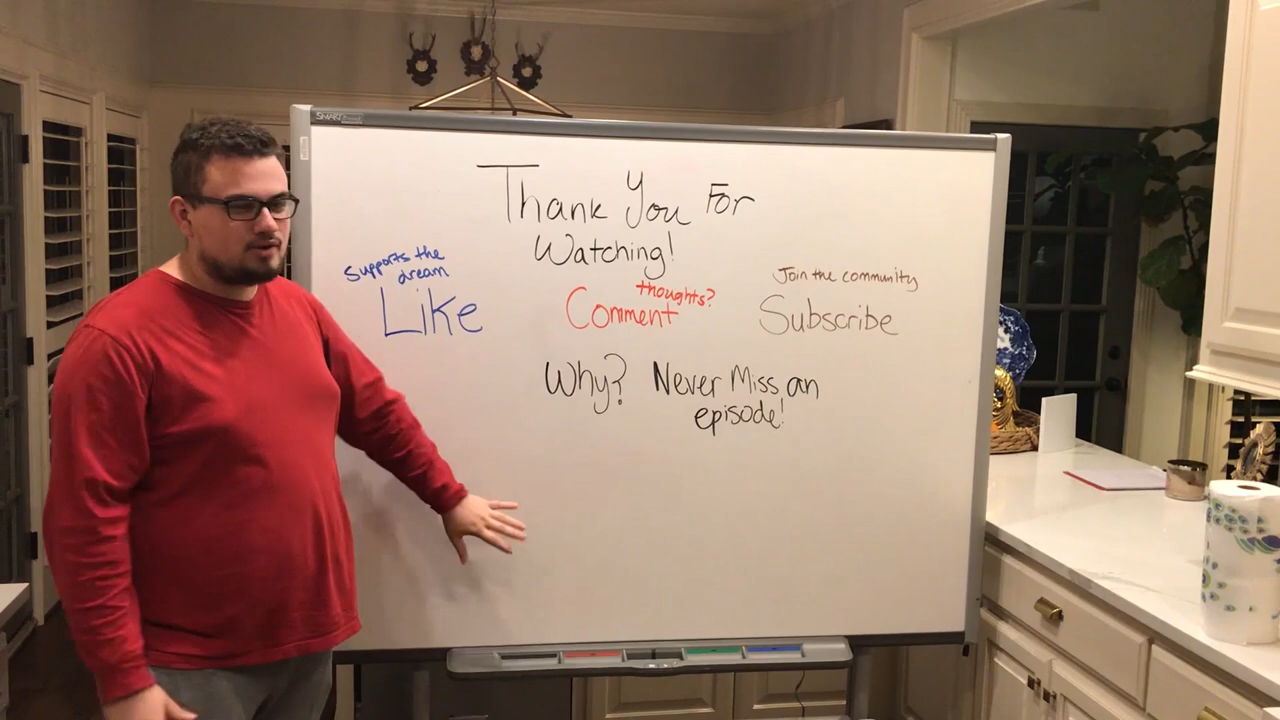 SMART Board
Thank You For
Watching!
Supports the
dream
Like
thoughts?
Comment
Join the community
Subscribe
Why? Never Miss an
episode!